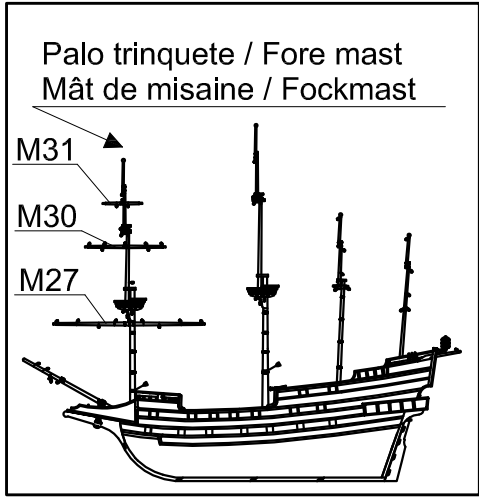 Palo trinquete / Fore mast
Mât de misaine / Fockmast
M31
M30
M27